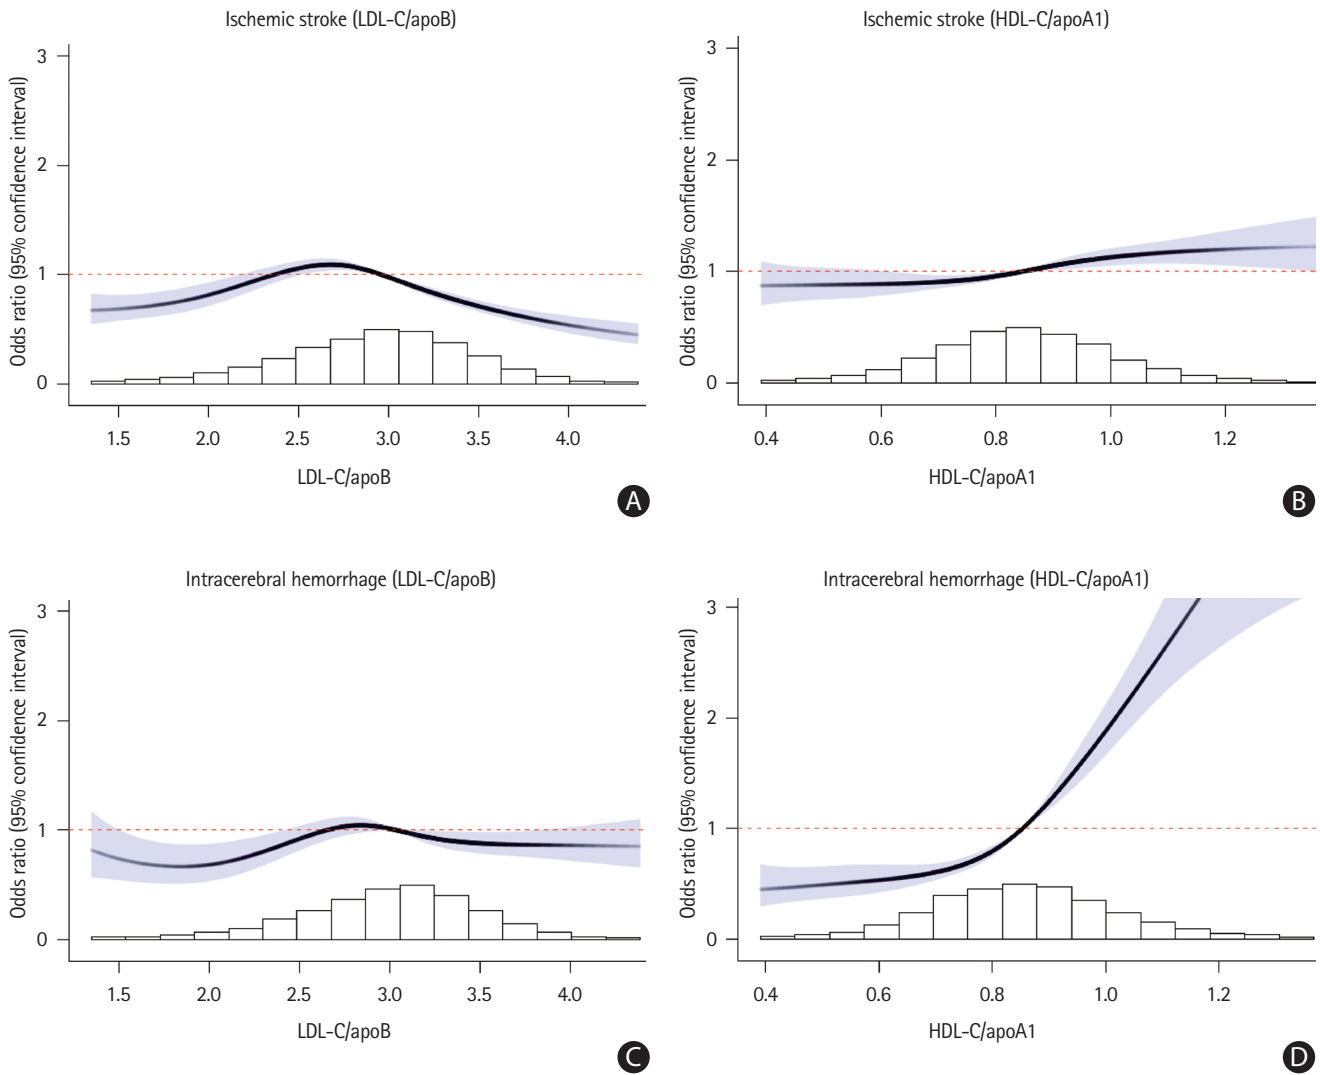 Ischemic stroke (LDL-C/apoB)
Odds ratio (95% confidence interval)
3
2
1
0
1.5 2.0 2.5 3.0 3.5 4.0
LDL-C/apoB
A
Ischemic stroke (HDL-C/apoA1)
Odds ratio (95% confidence interval)
3
2
1
0
0.4 0.6 0.8 1.0 1.2
HDL-C/apoA1
B
Intracerebral hemorrhage (LDL-C/apoB)
Odds ratio (95% confidence interval)
3
2
1
0
1.5 2.0 2.5 3.0 3.5 4.0
LDL-C/apoB
C
Intracerebral hemorrhage (HDL-C/apoA1)
Odds ratio (95% confidence interval)
3
2
1
0
0.4 0.6 0.8 1.0 1.2
HDL-C/apoA1
D